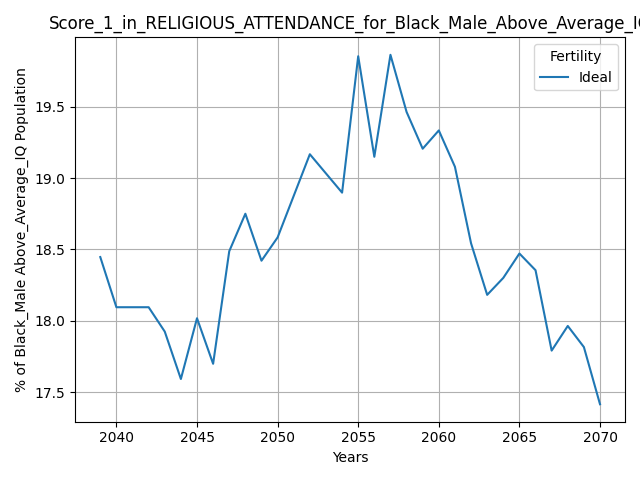 Score_1_in_RELIGIOUS_ATTENDANCE_for_Black_Male_Above_Average_I
Fertility
Ideal
% of Black_Male Above_Average_IQ Population
19.5
19.0
18.5
18.0
17.5
2040 2045 2050 2055 2060 2065 2070
Years